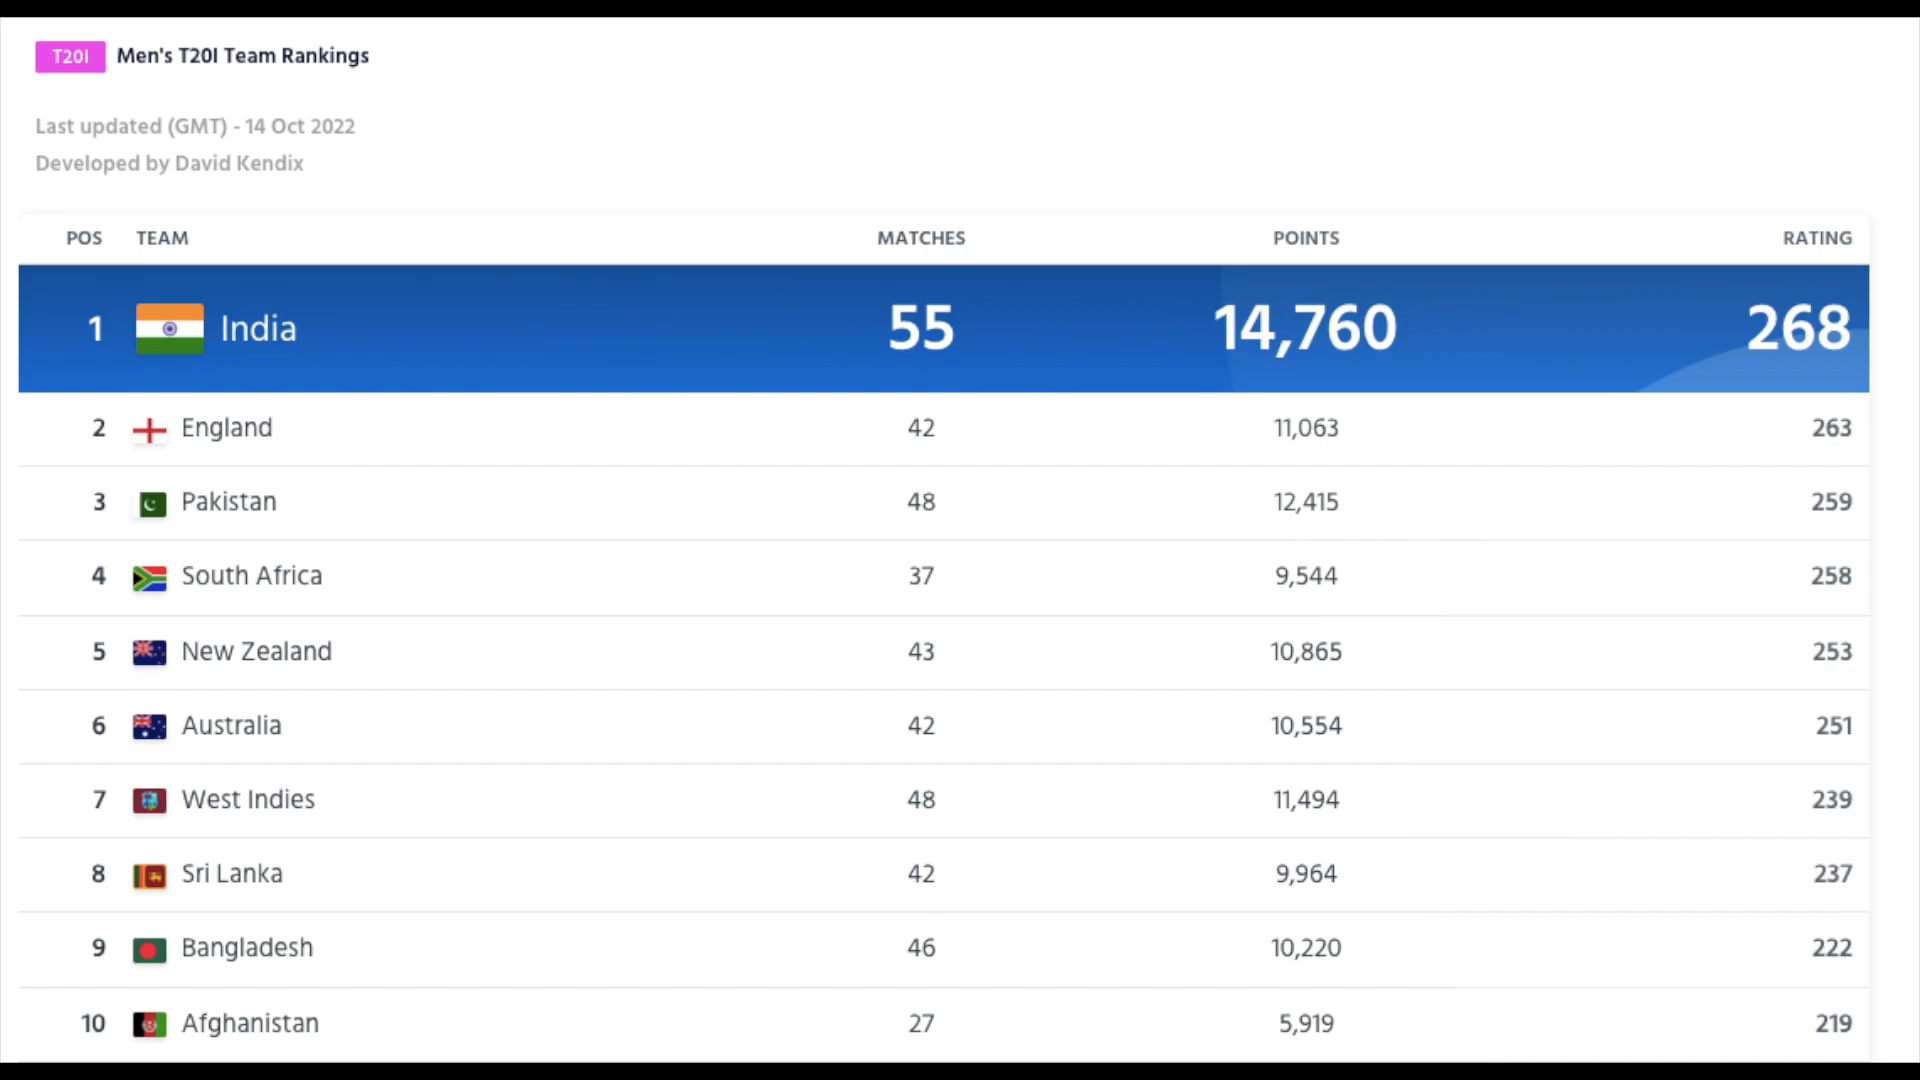 T20I Men's T20I Team Rankings
Last updated (GMT) - 14 Oct 2022
Developed by David Kendix
POS TEAM MATCHES POINTS RATING
1 India 55 14,760 268
2 England 42 11,063 263
3 Pakistan 48 12,415 259
4 South Africa 37 9,544 258
5 New Zealand 43 10,865 253
6 Australia 42 10,554 251
7 West Indies 48 11,494 239
8 Sri Lanka 42 9,964 237
9 Bangladesh 46 10,220 222
10 Afghanistan 27 5,919 219